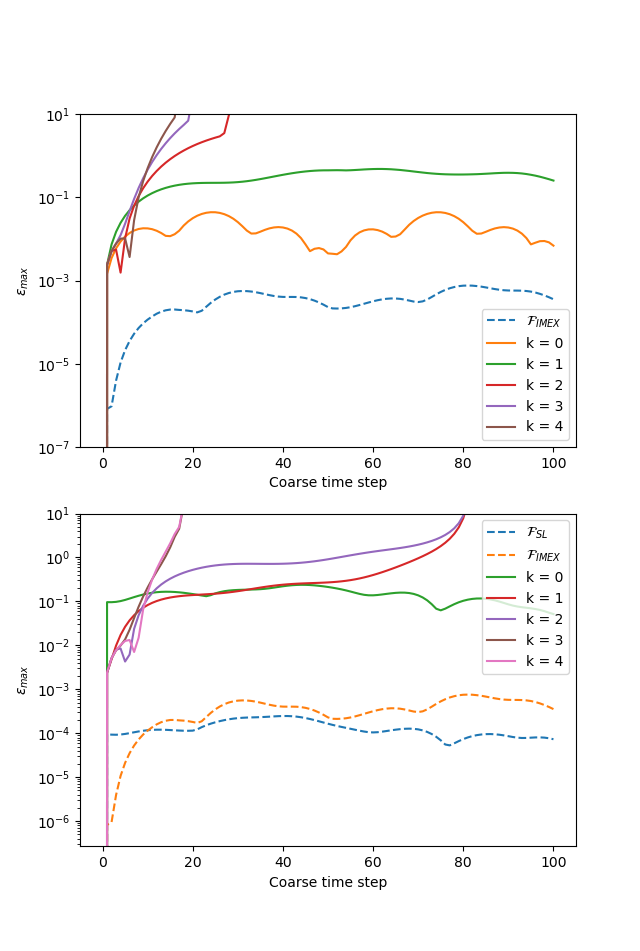 10^1
10^−1
10^−3
10^−5
10^−7
ε_max
0 20 40 60 80 100
Coarse time step
ℱ_IMEX
k = 0
k = 1
k = 2
k = 3
k = 4
10^1
10^0
10^−1
10^−2
10^−3
10^−4
10^−5
10^−6
ε_max
0 20 40 60 80 100
Coarse time step
ℱ_SL
ℱ_IMEX
k = 0
k = 1
k = 2
k = 3
k = 4